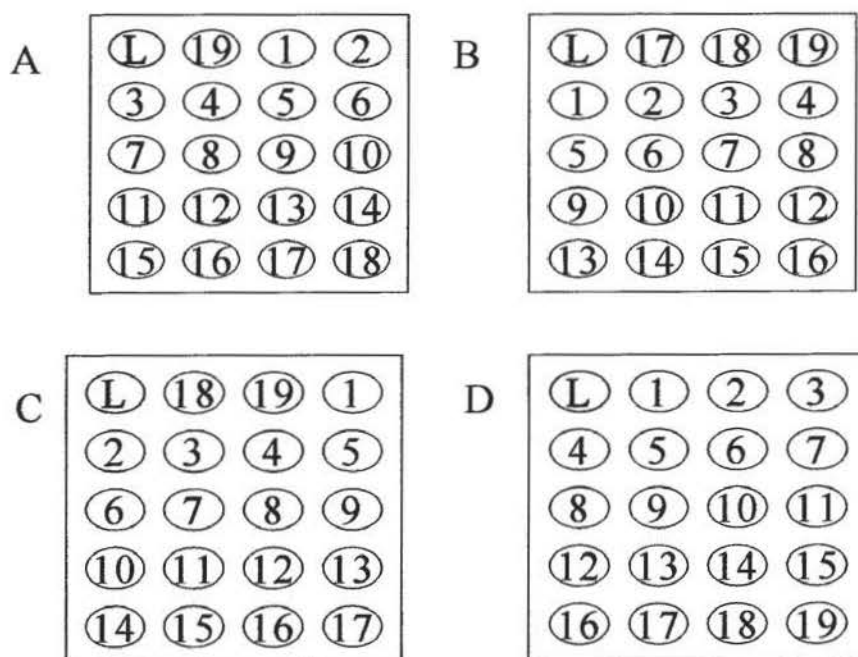 A
L 19 1 2
3 4 5 6
7 8 9 10
11 12 13 14
15 16 17 18
B
L 17 18 19
1 2 3 4
5 6 7 8
9 10 11 12
13 14 15 16
C
L 18 19 1
2 3 4 5
6 7 8 9
10 11 12 13
14 15 16 17
D
L 1 2 3
4 5 6 7
8 9 10 11
12 13 14 15
16 17 18 19